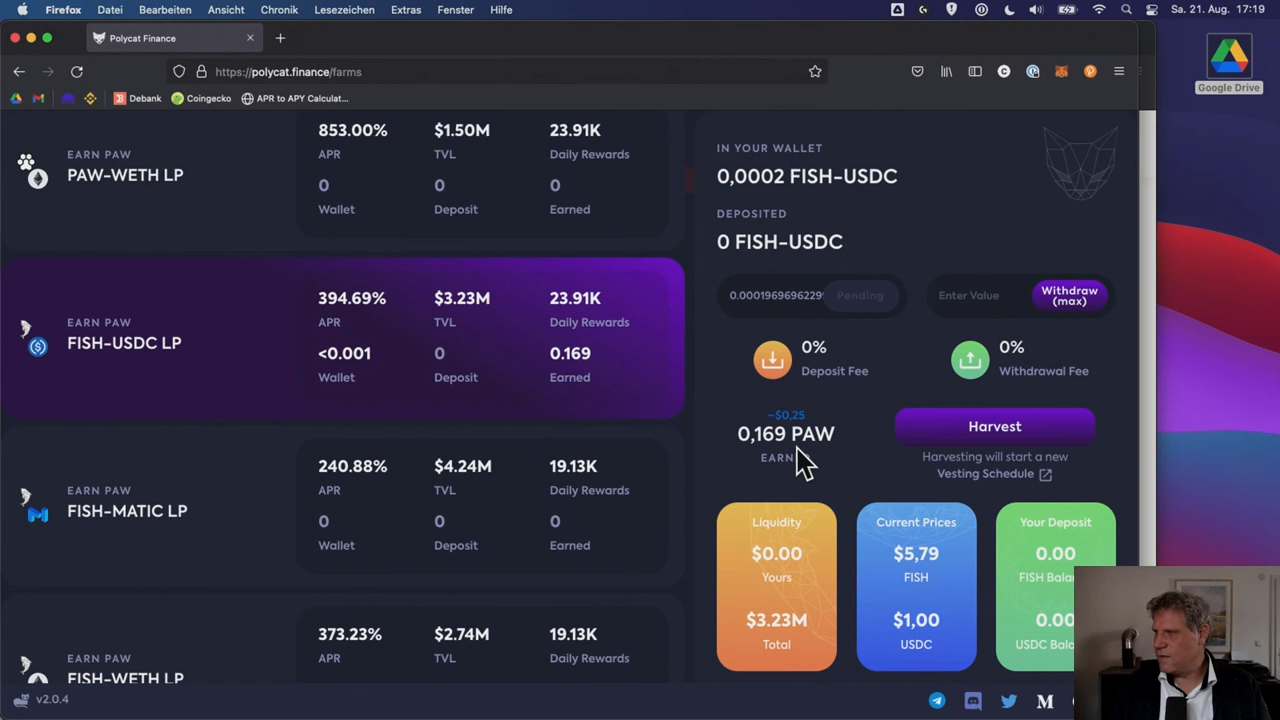 Firefox Datei Bearbeiten Ansicht Chronik Lesezeichen Extras Fenster Hilfe Sa. 21. Aug. 17:19
Polycat Finance
https://polycat.finance/farms
Debank Coingecko APR to APY Calculat...
Google Drive
EARN PAW
PAW-WETH LP
853.00% $1.50M 23.91K
APR TVL Daily Rewards
0 0 0
Wallet Deposit Earned
EARN PAW
FISH-USDC LP
394.69% $3.23M 23.91K
APR TVL Daily Rewards
<0.001 0 0.169
Wallet Deposit Earned
EARN PAW
FISH-MATIC LP
240.88% $4.24M 19.13K
APR TVL Daily Rewards
0 0 0
Wallet Deposit Earned
EARN PAW
FISH-WETH LP
373.23% $2.74M 19.13K
APR TVL Daily Rewards
v2.0.4
IN YOUR WALLET
0,0002 FISH-USDC
DEPOSITED
0 FISH-USDC
0.0001969696229 Pending
Enter Value Withdraw (max)
0% Deposit Fee
0% Withdrawal Fee
~$0,25
0,169 PAW
EARN
Harvest
Harvesting will start a new
Vesting Schedule
Liquidity
$0.00
Yours
$3.23M
Total
Current Prices
$5,79
FISH
$1,00
USDC
Your Deposit
0.00
FISH Bala
0.00
USDC Bal